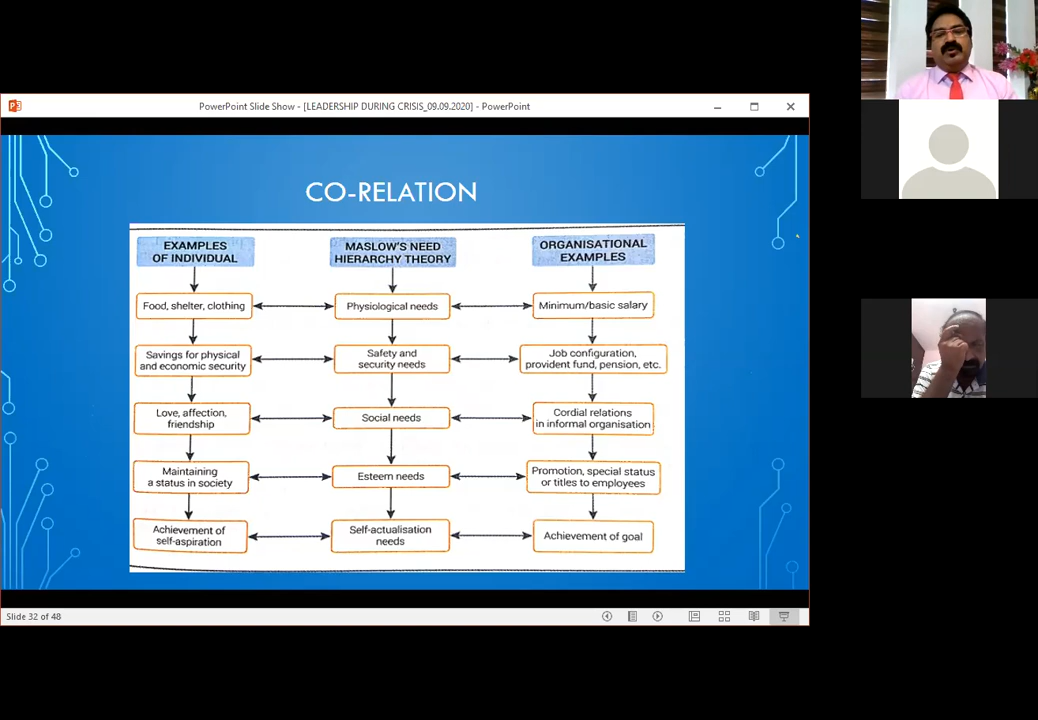 PowerPoint Slide Show - [LEADERSHIP DURING CRISIS_09.09.2020] - PowerPoint
CO-RELATION
EXAMPLES
OF INDIVIDUAL
MASLOW'S NEED
HIERARCHY THEORY
ORGANISATIONAL
EXAMPLES
Food, shelter, clothing
Physiological needs
Minimum/basic salary
Savings for physical
and economic security
Safety and
security needs
Job configuration,
provident fund, pension, etc.
Love, affection,
friendship
Social needs
Cordial relations
in informal organisation
Maintaining
a status in society
Esteem needs
Promotion, special status
or titles to employees
Achievement of
self-aspiration
Self-actualisation
needs
Achievement of goal
Slide 32 of 48